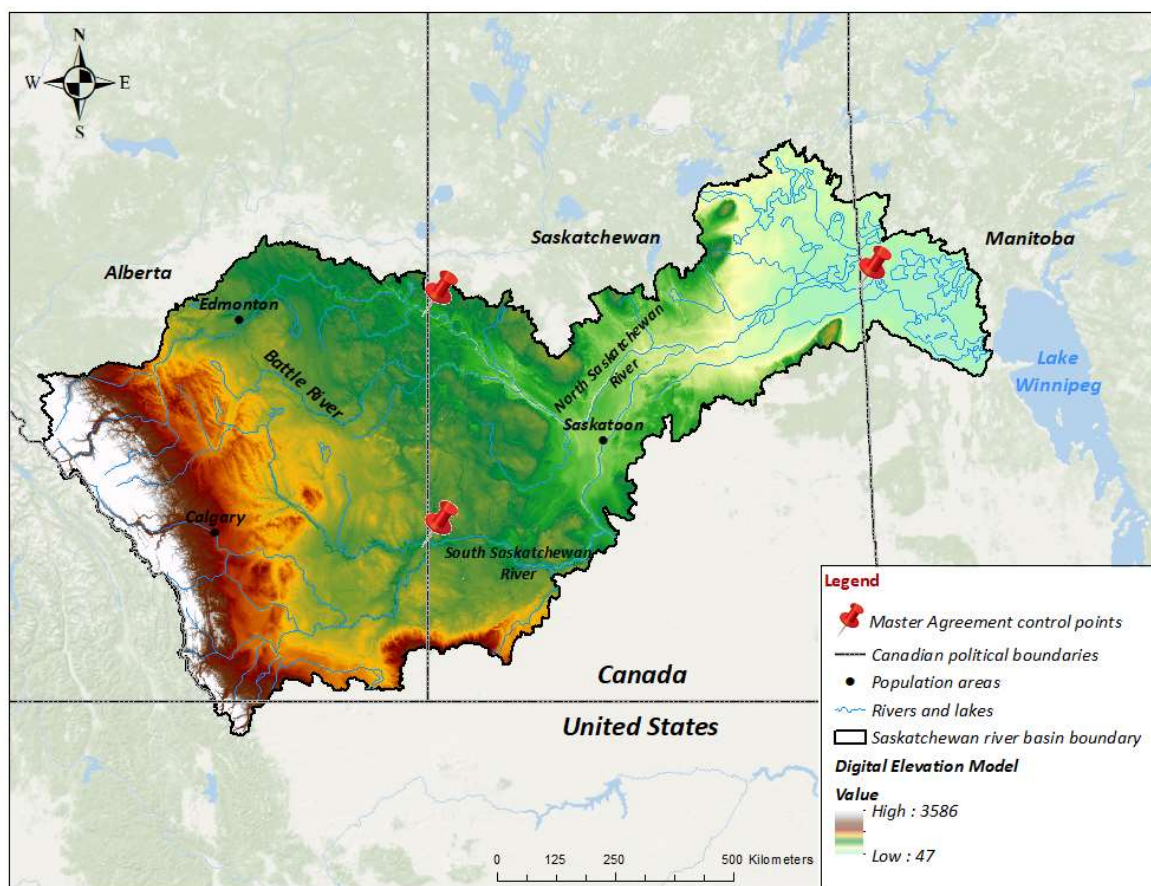 N
W E
S
Saskatchewan
Manitoba
Alberta
Edmonton
Battle River
North Saskatchewan
River
Lake
Winnipeg
Saskatoon
Calgary
South Saskatchewan
River
Canada
United States
Legend
Master Agreement control points
Canadian political boundaries
Population areas
Rivers and lakes
Saskatchewan river basin boundary
Digital Elevation Model
Value
High : 3586
Low : 47
0 125 250 500 Kilometers